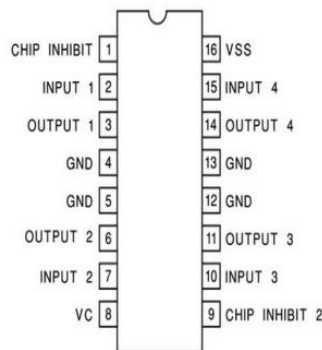 CHIP INHIBIT 1 16 VSS
INPUT 1 2 15 INPUT 4
OUTPUT 1 3 14 OUTPUT 4
GND 4 13 GND
GND 5 12 GND
OUTPUT 2 6 11 OUTPUT 3
INPUT 2 7 10 INPUT 3
VC 8 9 CHIP INHIBIT 2